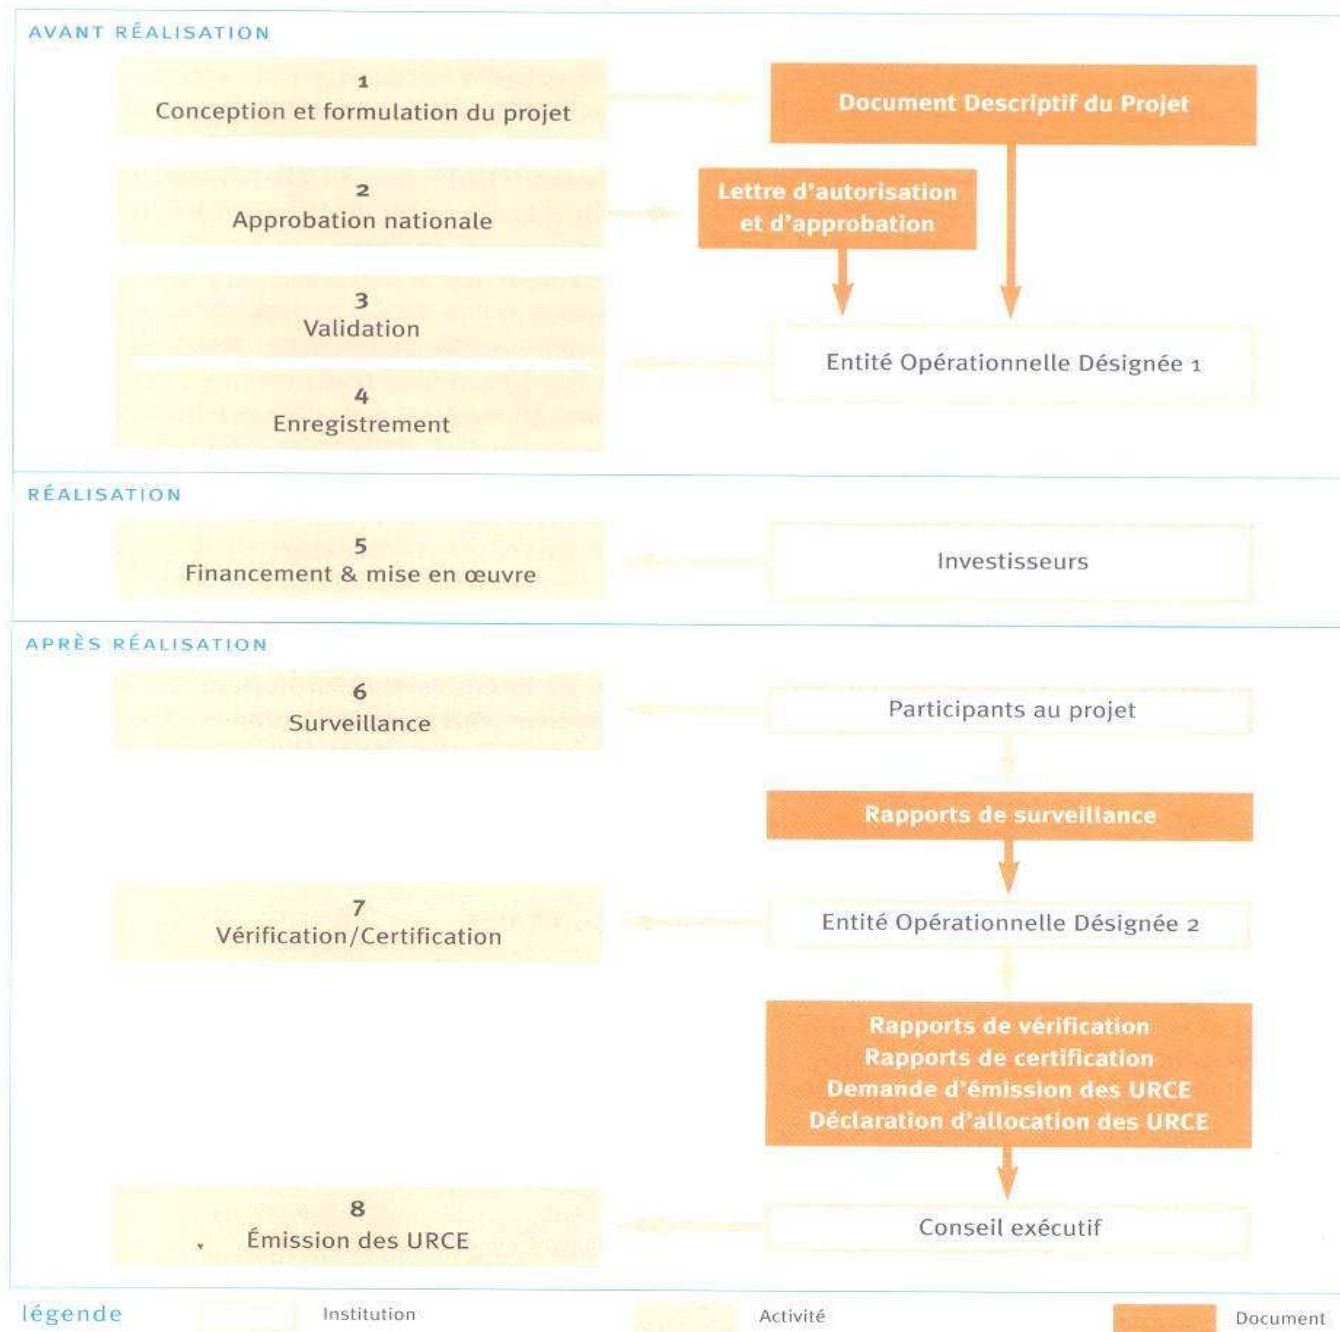 AVANT RÉALISATION
1
Conception et formulation du projet
Document Descriptif du Projet
2
Approbation nationale
Lettre d'autorisation
et d'approbation
3
Validation
Entité Opérationnelle Désignée 1
4
Enregistrement
RÉALISATION
5
Financement & mise en œuvre
Investisseurs
APRÈS RÉALISATION
6
Surveillance
Participants au projet
Rapports de surveillance
7
Vérification/Certification
Entité Opérationnelle Désignée 2
Rapports de vérification
Rapports de certification
Demande d'émission des URCE
Déclaration d'allocation des URCE
8
Émission des URCE
Conseil exécutif
légende
Institution
Activité
Document